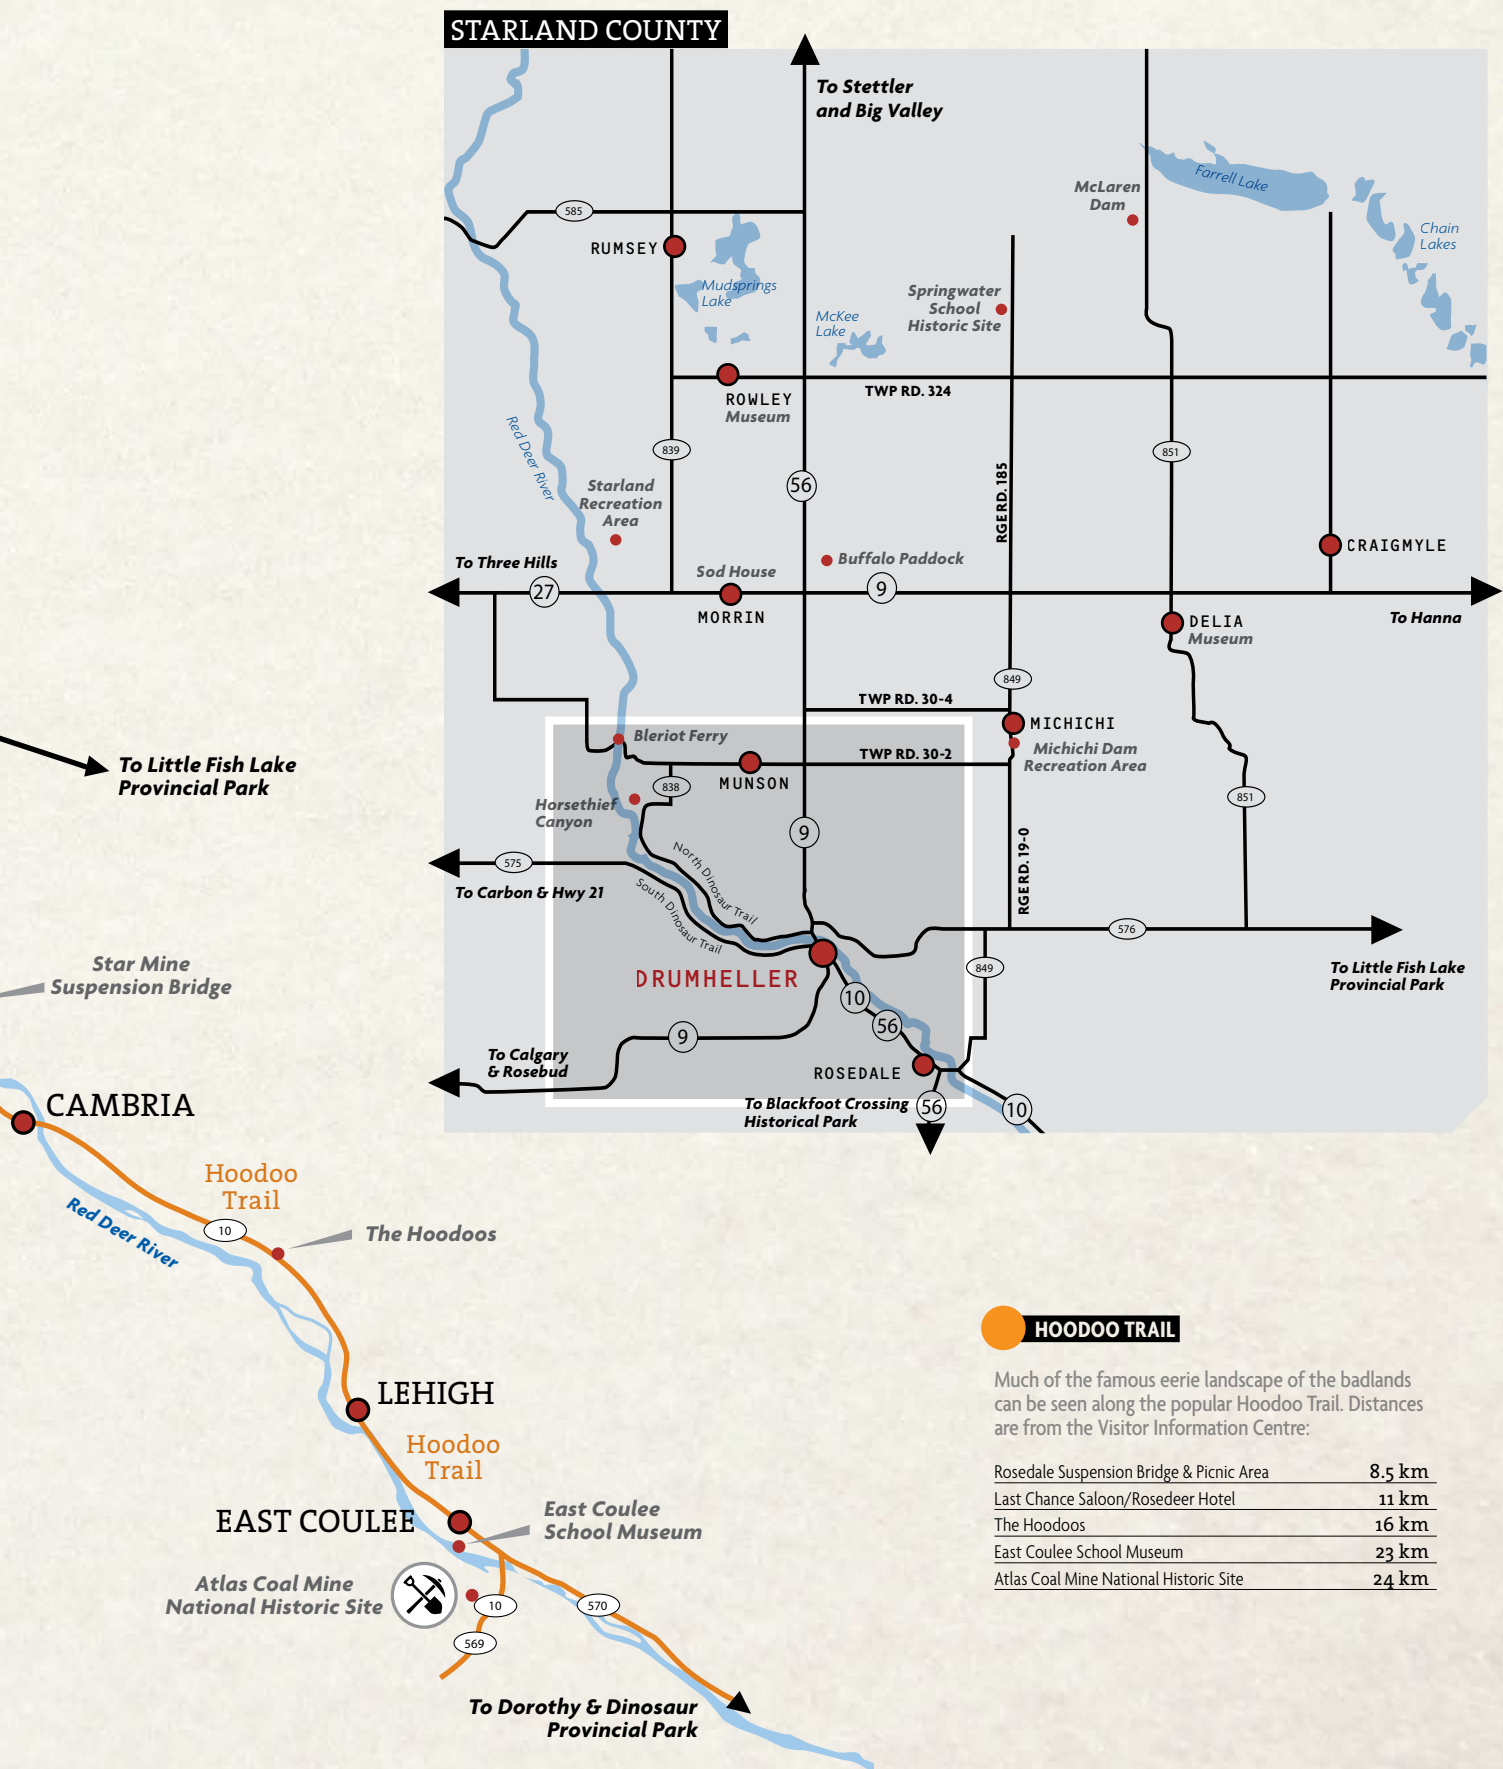 STARLAND COUNTY
To Stettler
and Big Valley
585
RUMSEY
Mudsprings
Lake
McKee
Lake
McLaren
Dam
Farrell Lake
Chain
Lakes
Springwater
School
Historic Site
ROWLEY
Museum
TWP RD. 324
Red Deer River
839
56
RGE RD. 185
851
Starland
Recreation
Area
CRAIGMYLE
To Three Hills
27
Sod House
MORRIN
Buffalo Paddock
9
To Hanna
DELIA
Museum
849
TWP RD. 30-4
MICHICHI
Michichi Dam
Recreation Area
Bleriot Ferry
TWP RD. 30-2
MUNSON
838
Horsethief
Canyon
851
9
RGE RD. 19-0
North Dinosaur Trail
South Dinosaur Trail
575
To Carbon & Hwy 21
576
DRUMHELLER
849
To Little Fish Lake
Provincial Park
10
56
9
To Calgary
& Rosebud
ROSEDALE
To Blackfoot Crossing
Historical Park
56
10
To Little Fish Lake
Provincial Park
Star Mine
Suspension Bridge
CAMBRIA
Hoodoo
Trail
10
Red Deer River
The Hoodoos
LEHIGH
Hoodoo
Trail
EAST COULEE
East Coulee
School Museum
Atlas Coal Mine
National Historic Site
10
570
569
To Dorothy & Dinosaur
Provincial Park
HOODOO TRAIL
Much of the famous eerie landscape of the badlands
can be seen along the popular Hoodoo Trail. Distances
are from the Visitor Information Centre:
Rosedale Suspension Bridge & Picnic Area 8.5 km
Last Chance Saloon/Rosedeer Hotel 11 km
The Hoodoos 16 km
East Coulee School Museum 23 km
Atlas Coal Mine National Historic Site 24 km